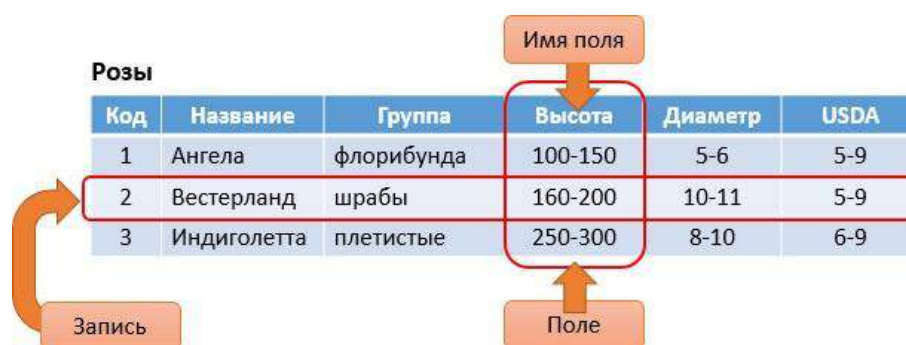 Имя поля
Розы
Код Название Группа Высота Диаметр USDA
1 Ангела флорибунда 100-150 5-6 5-9
2 Вестерланд шрабы 160-200 10-11 5-9
3 Индиголетта плетистые 250-300 8-10 6-9
Запись Поле